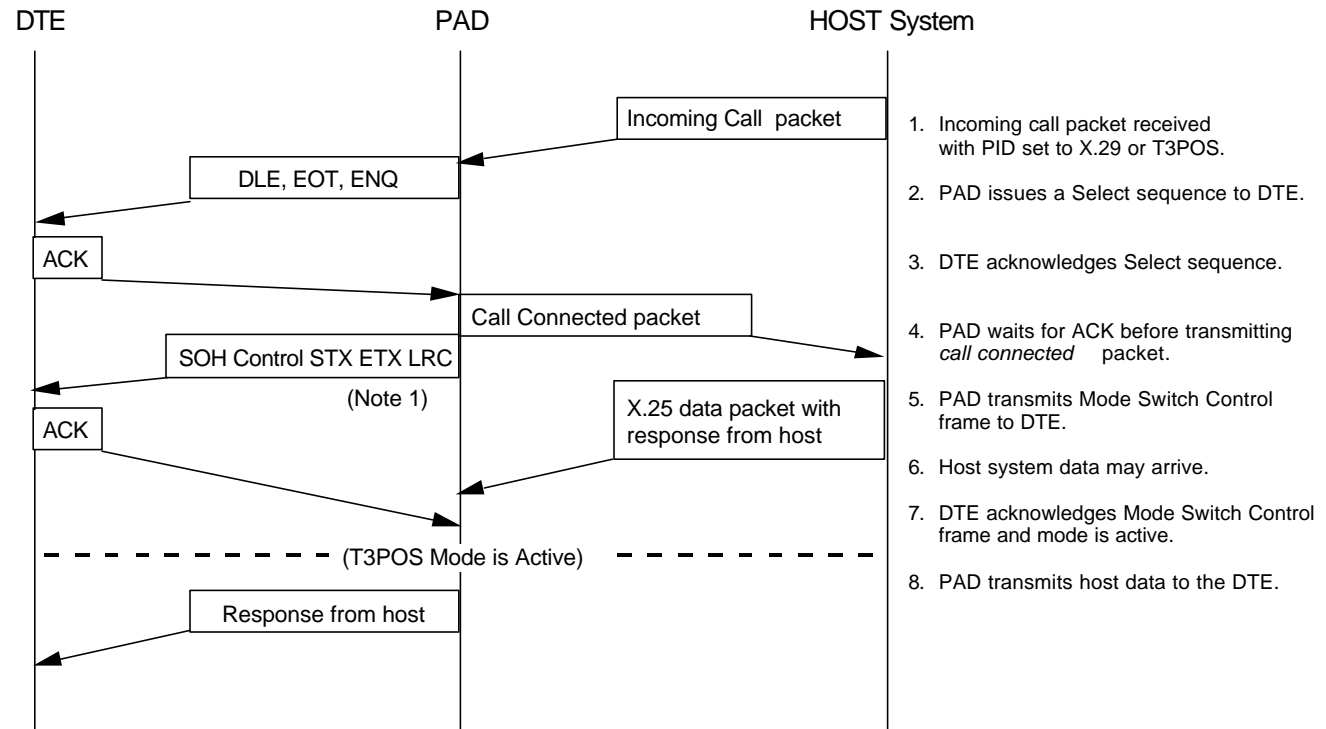 DTE
PAD
HOST System
Incoming Call packet
DLE, EOT, ENQ
ACK
Call Connected packet
SOH Control STX ETX LRC
(Note 1)
ACK
X.25 data packet with
response from host
(T3POS Mode is Active)
Response from host
1. Incoming call packet received
with PID set to X.29 or T3POS.
2. PAD issues a Select sequence to DTE.
3. DTE acknowledges Select sequence.
4. PAD waits for ACK before transmitting
call connected packet.
5. PAD transmits Mode Switch Control
frame to DTE.
6. Host system data may arrive.
7. DTE acknowledges Mode Switch Control
frame and mode is active.
8. PAD transmits host data to the DTE.